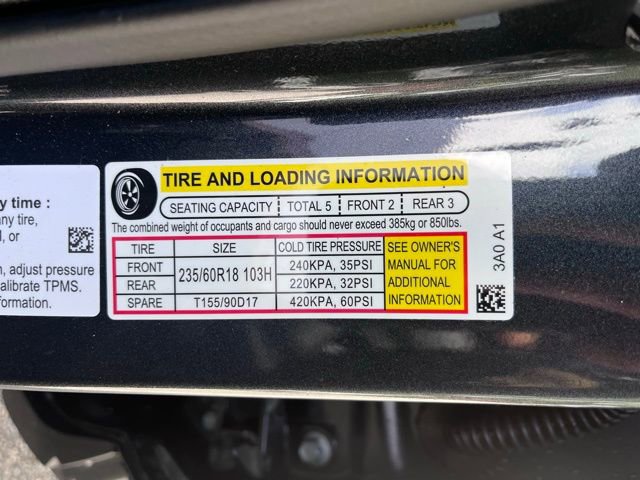 y time :
any tire,
l, or
, adjust pressure
alibrate TPMS.
TIRE AND LOADING INFORMATION
SEATING CAPACITY TOTAL 5 FRONT 2 REAR 3
The combined weight of occupants and cargo should never exceed 385kg or 850lbs.
TIRE SIZE COLD TIRE PRESSURE SEE OWNER'S MANUAL FOR ADDITIONAL INFORMATION
FRONT 235/60R18 103H 240KPA, 35PSI
REAR 220KPA, 32PSI
SPARE T155/90D17 420KPA, 60PSI
3A0 A1